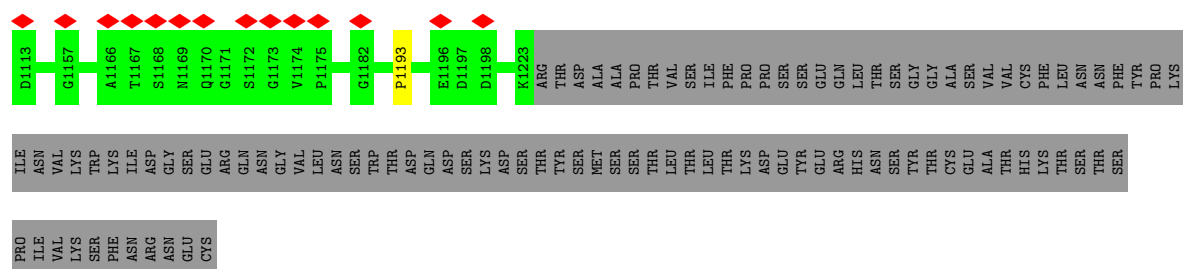 D1113 G1157 A1166 T1167 S1168 N1169 Q1170 G1171 S1172 G1173 V1174 P1175 G1182 P1193 E1196 D1197 D1198 K1223 ARG THR ASP ALA ALA PRO THR VAL SER ILE PHE PRO PRO SER SER GLU GLN LEU THR SER GLY GLY ALA SER VAL VAL CYS PHE LEU ASN ASN PHE TYR PRO LYS
ILE ASN VAL LYS TRP LYS ILE ASP GLY SER GLU ARG GLN ASN GLY VAL LEU ASN SER TRP THR ASP GLN ASP SER LYS ASP SER THR TYR SER MET SER SER THR LEU THR LEU THR LYS ASP GLU TYR GLU ARG HIS ASN SER TYR THR CYS GLU ALA THR HIS LYS THR SER THR SER
PRO ILE VAL LYS SER PHE ASN ARG ASN GLU CYS